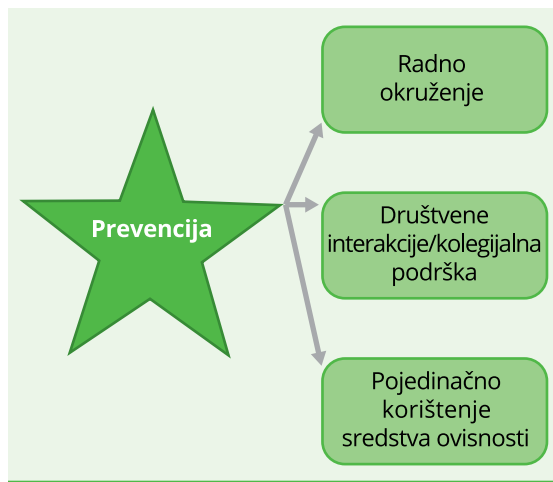 Prevencija
Radno
okruženje
Društvene
interakcije/kolegijalna
podrška
Pojedinačno
korištenje
sredstva ovisnosti